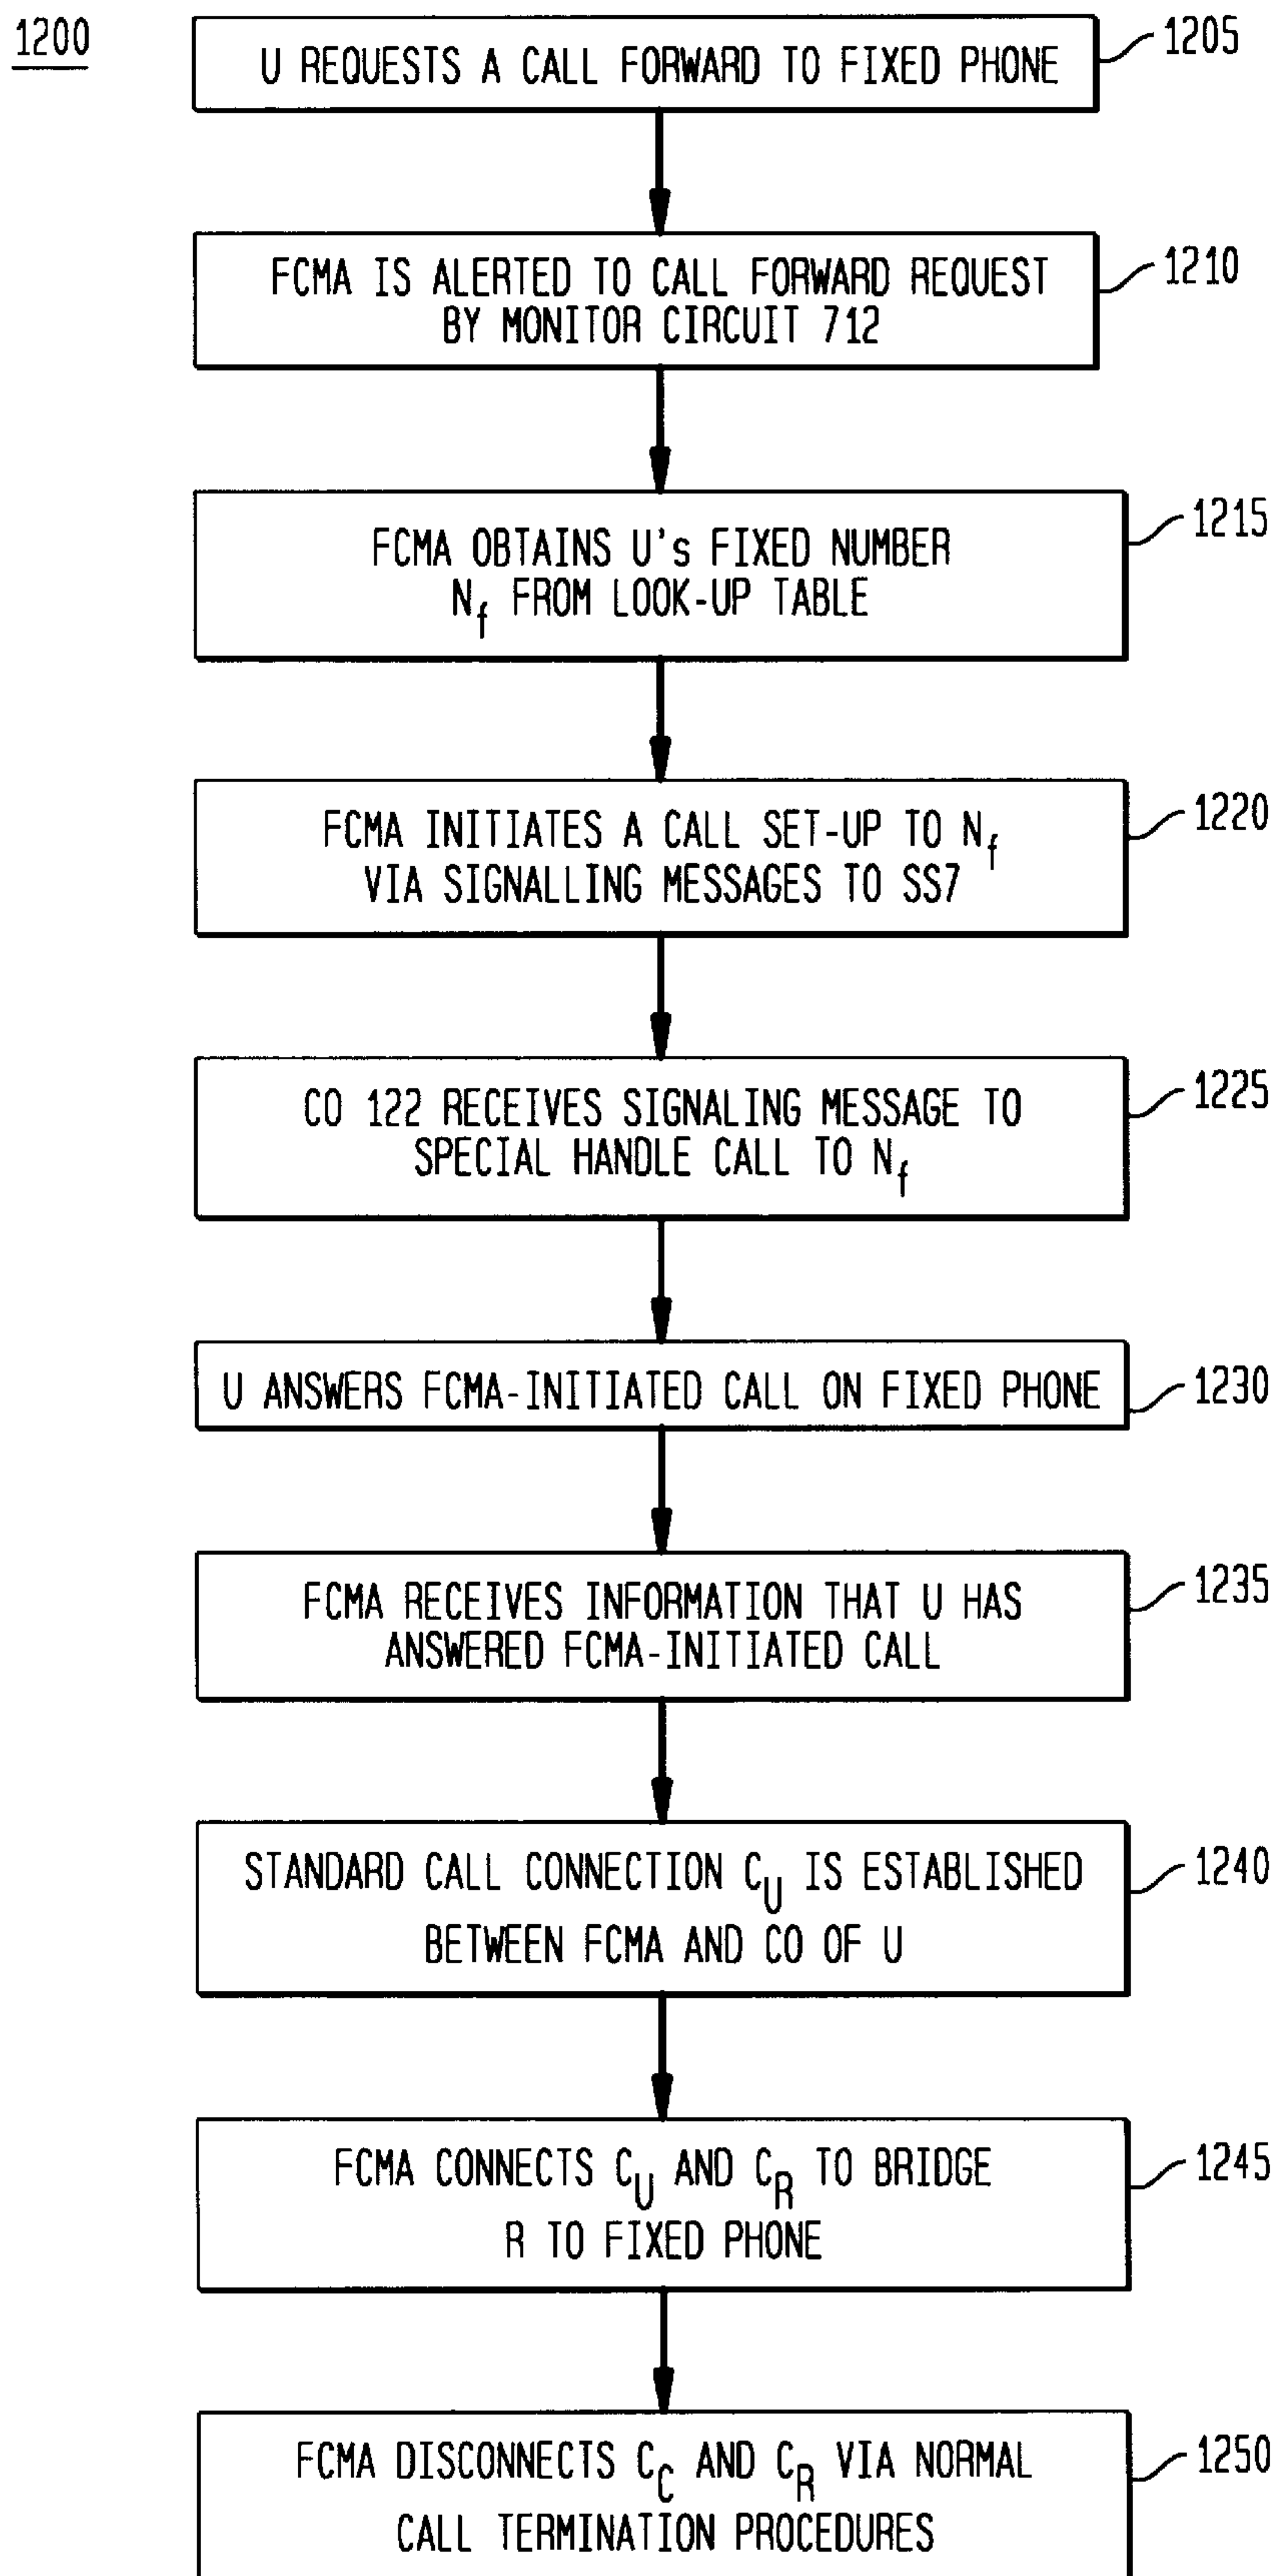 1200
U REQUESTS A CALL FORWARD TO FIXED PHONE
1205
FCMA IS ALERTED TO CALL FORWARD REQUEST
BY MONITOR CIRCUIT 712
1210
FCMA OBTAINS U's FIXED NUMBER
Nf FROM LOOK-UP TABLE
1215
FCMA INITIATES A CALL SET-UP TO Nf
VIA SIGNALLING MESSAGES TO SS7
1220
CO 122 RECEIVES SIGNALING MESSAGE TO
SPECIAL HANDLE CALL TO Nf
1225
U ANSWERS FCMA-INITIATED CALL ON FIXED PHONE
1230
FCMA RECEIVES INFORMATION THAT U HAS
ANSWERED FCMA-INITIATED CALL
1235
STANDARD CALL CONNECTION CU IS ESTABLISHED
BETWEEN FCMA AND CO OF U
1240
FCMA CONNECTS CU AND CR TO BRIDGE
R TO FIXED PHONE
1245
FCMA DISCONNECTS CC AND CR VIA NORMAL
CALL TERMINATION PROCEDURES
1250